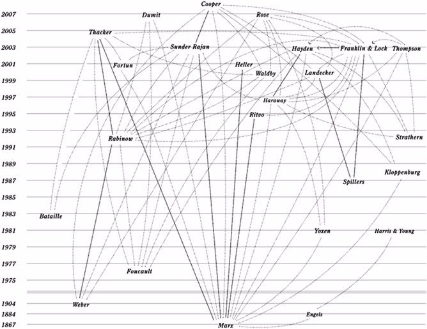 Cooper
2007 Dumit Rose
2005 Thacker
2003 Sunder Rajan Hayden Franklin & Lock Thompson
2001 Fortun Heller Landecker
1999 Waldby
1997 Haraway
1995 Ritvo
1993 Rabinow Strathern
1991
1989 Kloppenburg
1987 Spillers
1985
1983 Bataille
1981 Yoxen Harris & Young
1979
1977 Foucault
1975
1904 Weber
1884 Engels
1867 Marx